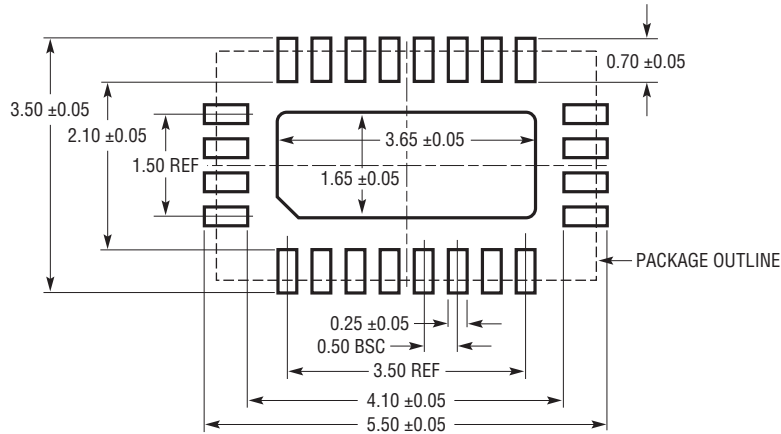 0.70 ±0.05
3.50 ±0.05
2.10 ±0.05
3.65 ±0.05
1.50 REF
1.65 ±0.05
PACKAGE OUTLINE
0.25 ±0.05
0.50 BSC
3.50 REF
4.10 ±0.05
5.50 ±0.05